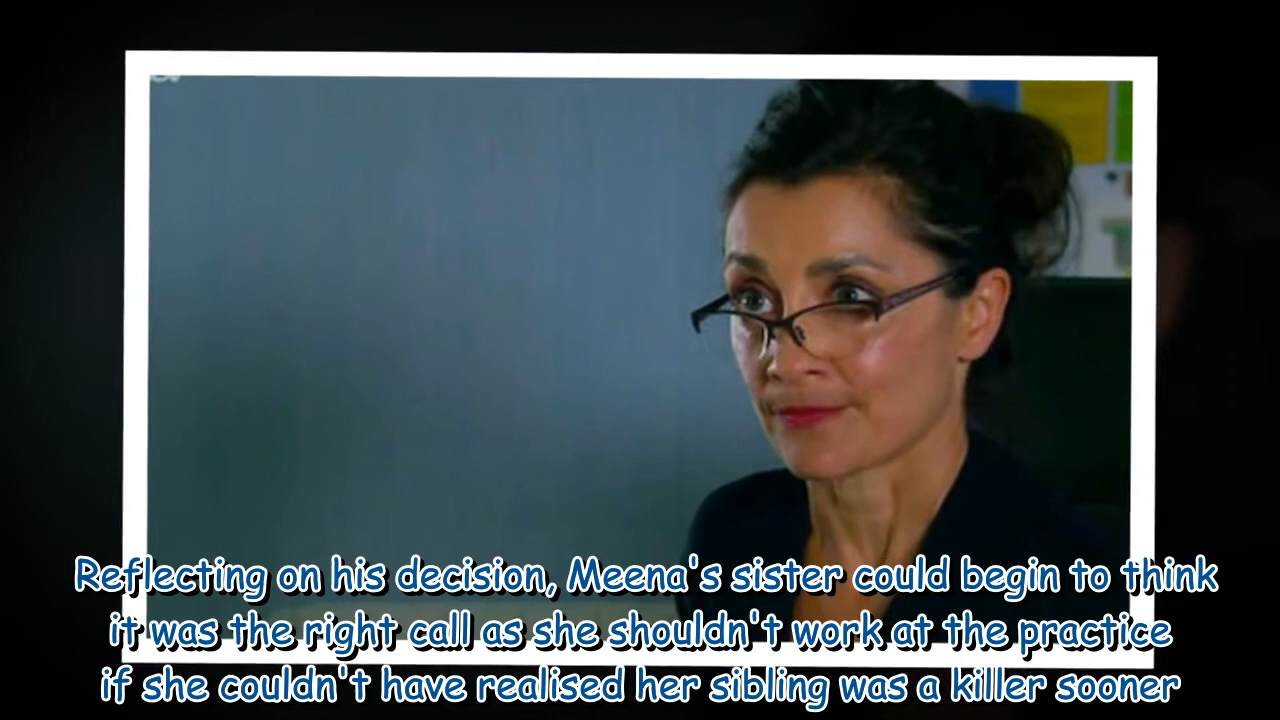 Reflecting on his decision, Meena's sister could begin to think
it was the right call as she shouldn't work at the practice
if she couldn't have realised her sibling was a killer sooner